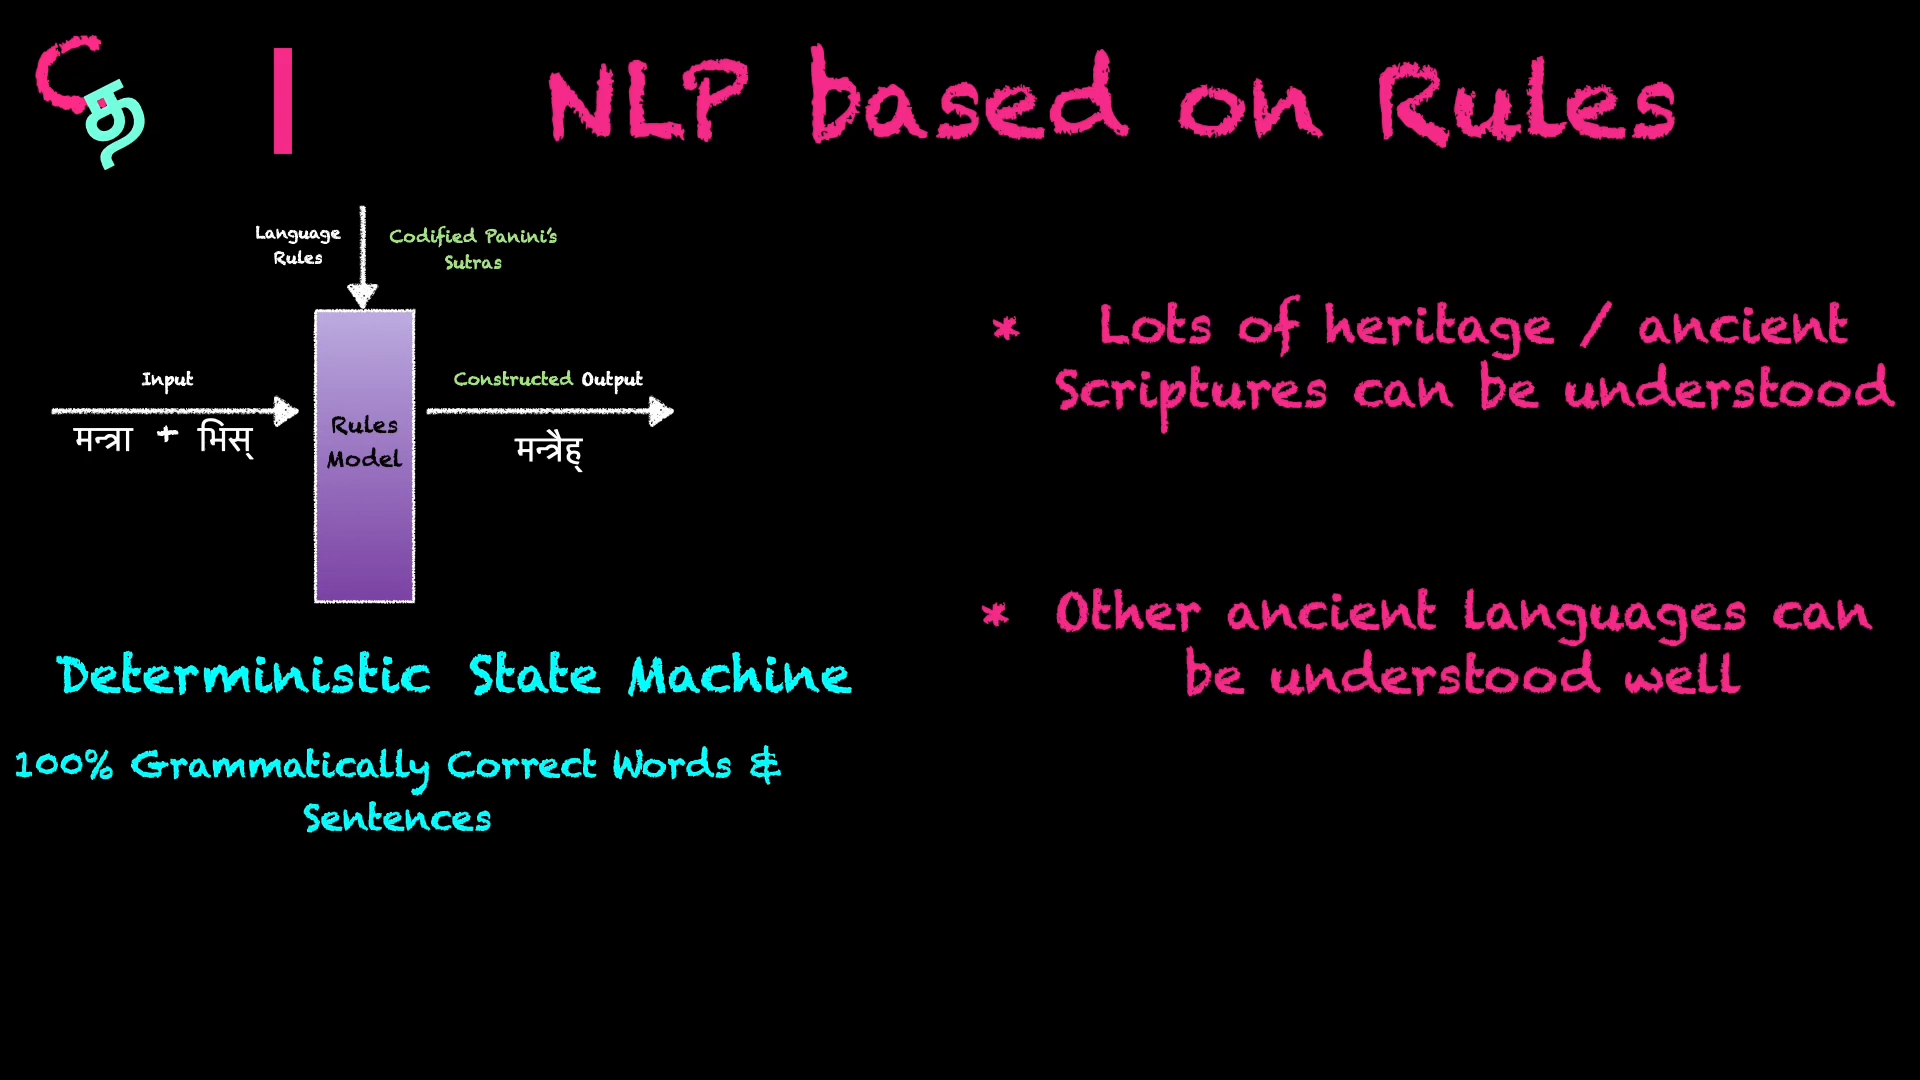 NLP based on Rules
Language
Rules
Codified Panini's
Sutras
Input
मन्त्रा + भिस्
Rules
Model
Constructed Output
मन्त्रैह्
Deterministic State Machine
100% Grammatically Correct Words &
Sentences
* Lots of heritage / ancient
Scriptures can be understood
* Other ancient languages can
be understood well